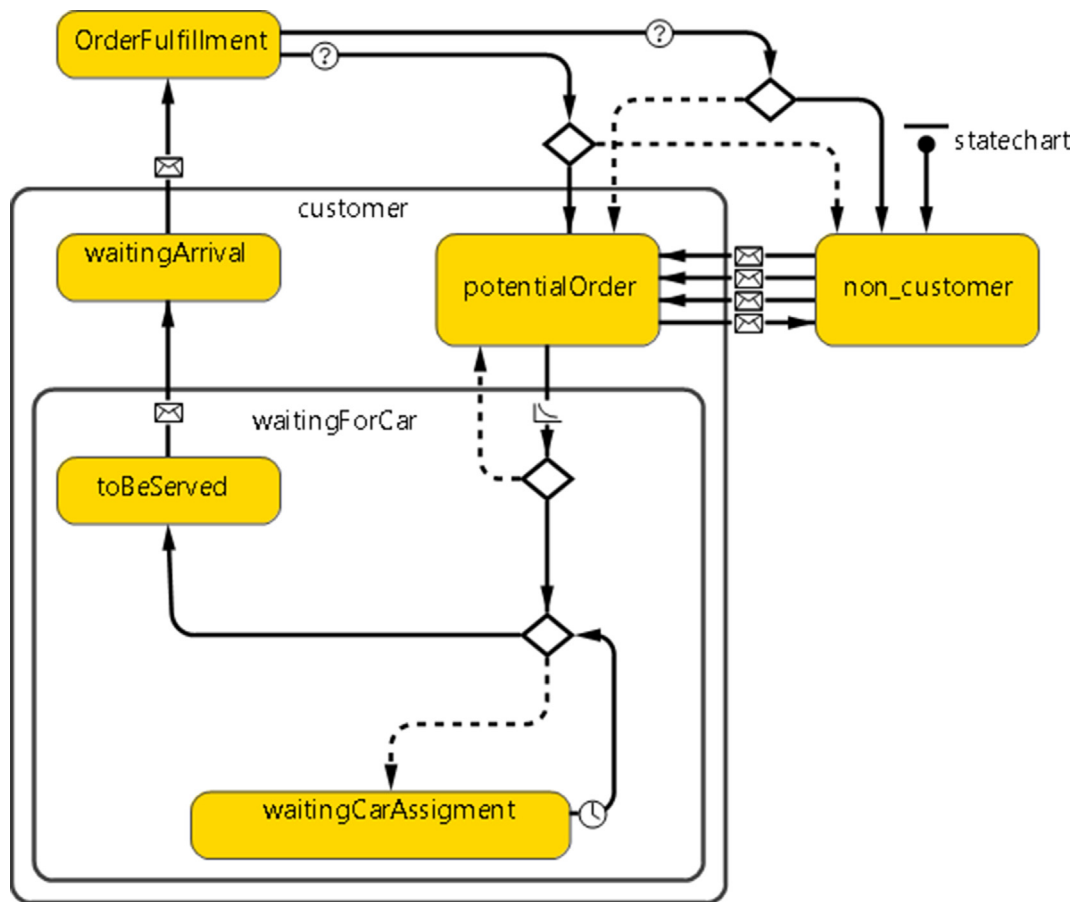 OrderFulfillment
statechart
customer
waitingArrival
potentialOrder
non_customer
waitingForCar
toBeServed
waitingCarAssigment